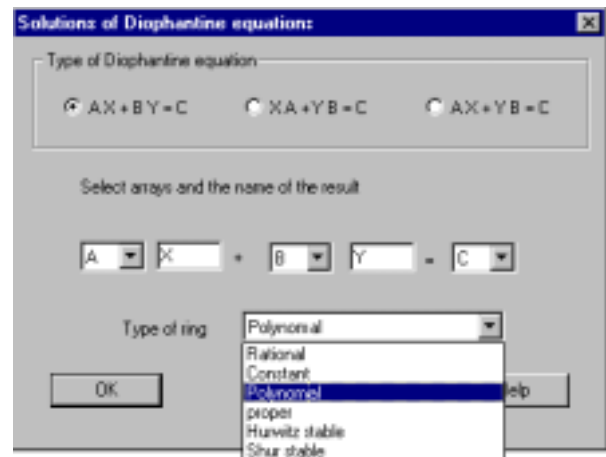 Solutions of Diophantine equation:
Type of Diophantine equation
AX+BY=C XA+YB=C AX+YB=C
Select arrays and the name of the result
A X + B Y = C
Type of ring Polynomial
Rational
Constant
Polynomial
OK elp
proper
Hurwitz stable
Shur stable